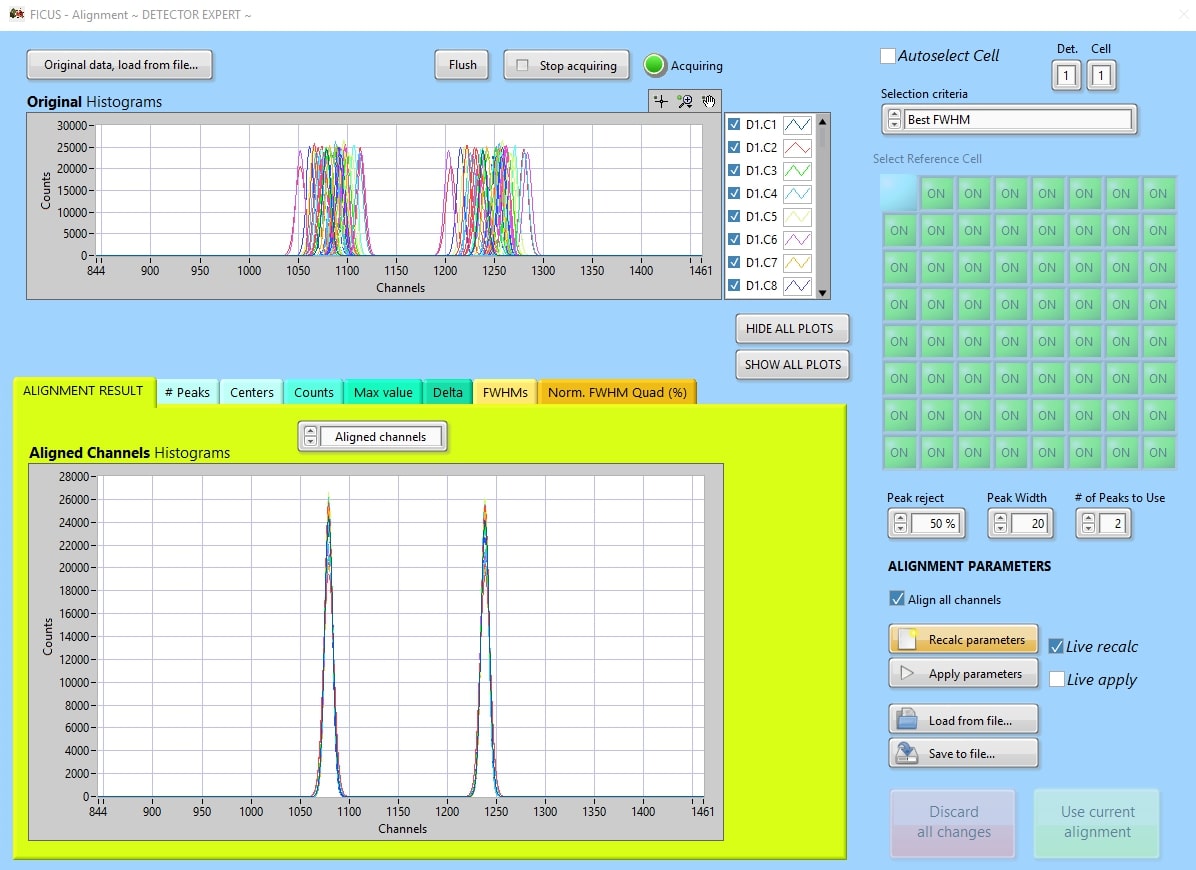 FICUS - Alignment ~ DETECTOR EXPERT ~
Original data, load from file...
Flush
Stop acquiring
Acquiring
Autoselect Cell
Det.
Cell
1
1
Selection criteria
Best FWHM
Original Histograms
30000
25000
20000
15000
10000
5000
0
Counts
844 900 950 1000 1050 1100 1150 1200 1250 1300 1350 1400 1461
Channels
D1.C1
D1.C2
D1.C3
D1.C4
D1.C5
D1.C6
D1.C7
D1.C8
HIDE ALL PLOTS
SHOW ALL PLOTS
Select Reference Cell
ON ON ON ON ON ON ON
ON ON ON ON ON ON ON ON
ON ON ON ON ON ON ON ON
ON ON ON ON ON ON ON ON
ON ON ON ON ON ON ON ON
ON ON ON ON ON ON ON ON
ON ON ON ON ON ON ON ON
ON ON ON ON ON ON ON ON
ALIGNMENT RESULT
# Peaks
Centers
Counts
Max value
Delta
FWHMs
Norm. FWHM Quad (%)
Aligned channels
Aligned Channels Histograms
28000
26000
24000
22000
20000
18000
16000
14000
12000
10000
8000
6000
4000
2000
0
Counts
844 900 950 1000 1050 1100 1150 1200 1250 1300 1350 1400 1461
Channels
Peak reject
50 %
Peak Width
20
# of Peaks to Use
2
ALIGNMENT PARAMETERS
Align all channels
Recalc parameters
Live recalc
Apply parameters
Live apply
Load from file...
Save to file...
Discard
all changes
Use current
alignment